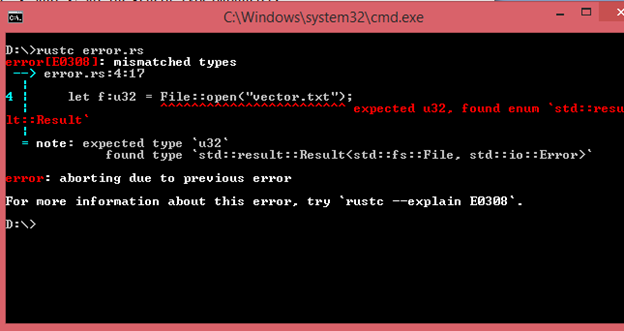 C:\Windows\system32\cmd.exe
D:\>rustc error.rs
error[E0308]: mismatched types
 --> error.rs:4:17
  |
4 |     let f:u32 = File::open("vector.txt");
  |                 ^^^^^^^^^^^^^^^^^^^^^^^^ expected u32, found enum `std::resu
lt::Result`
  |
  = note: expected type `u32`
             found type `std::result::Result<std::fs::File, std::io::Error>`
error: aborting due to previous error
For more information about this error, try `rustc --explain E0308`.
D:\>